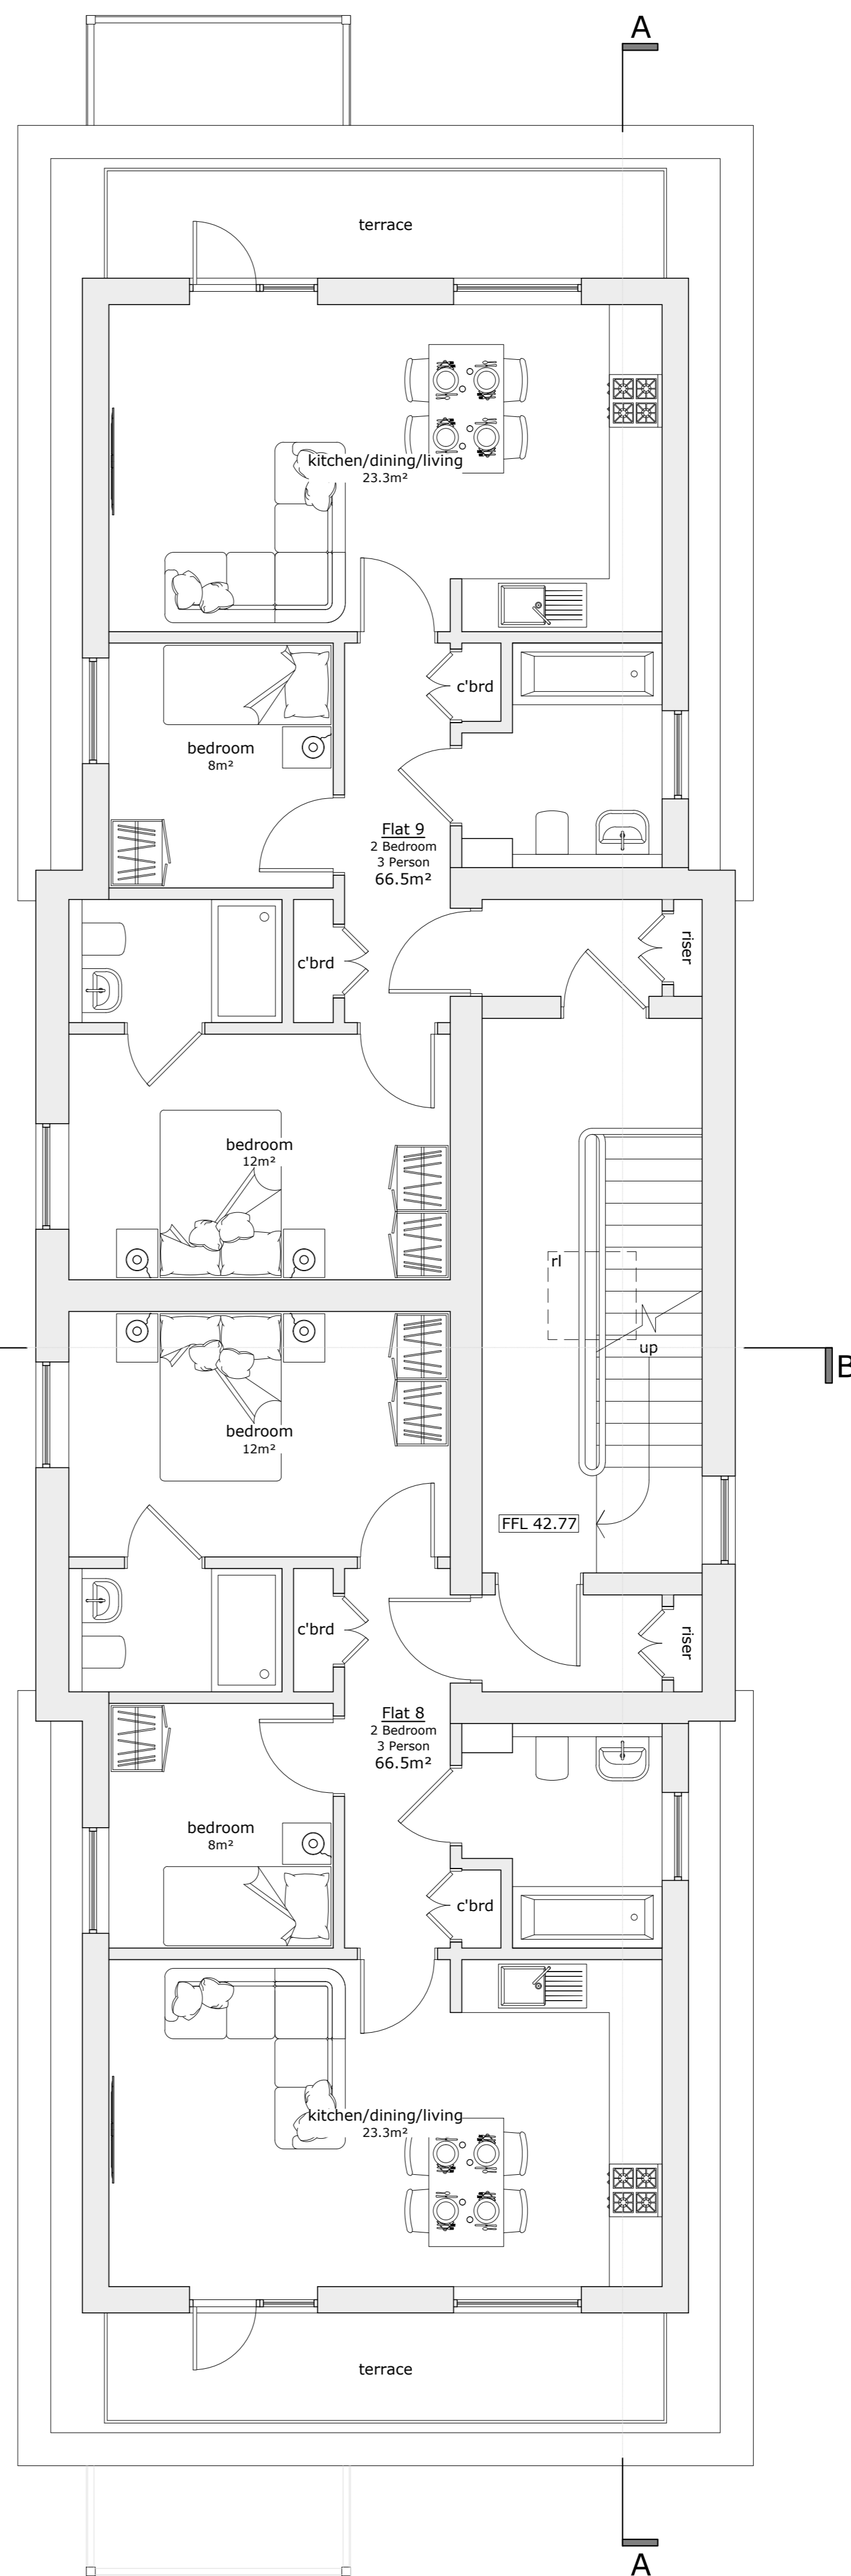 A
terrace
kitchen/dining/living
23.3m²
c'brd
bedroom
8m²
Flat 9
2 Bedroom
3 Person
66.5m²
riser
c'brd
bedroom
12m²
rl
up
B
bedroom
12m²
FFL 42.77
c'brd
riser
Flat 8
2 Bedroom
3 Person
66.5m²
bedroom
8m²
c'brd
kitchen/dining/living
23.3m²
terrace
A